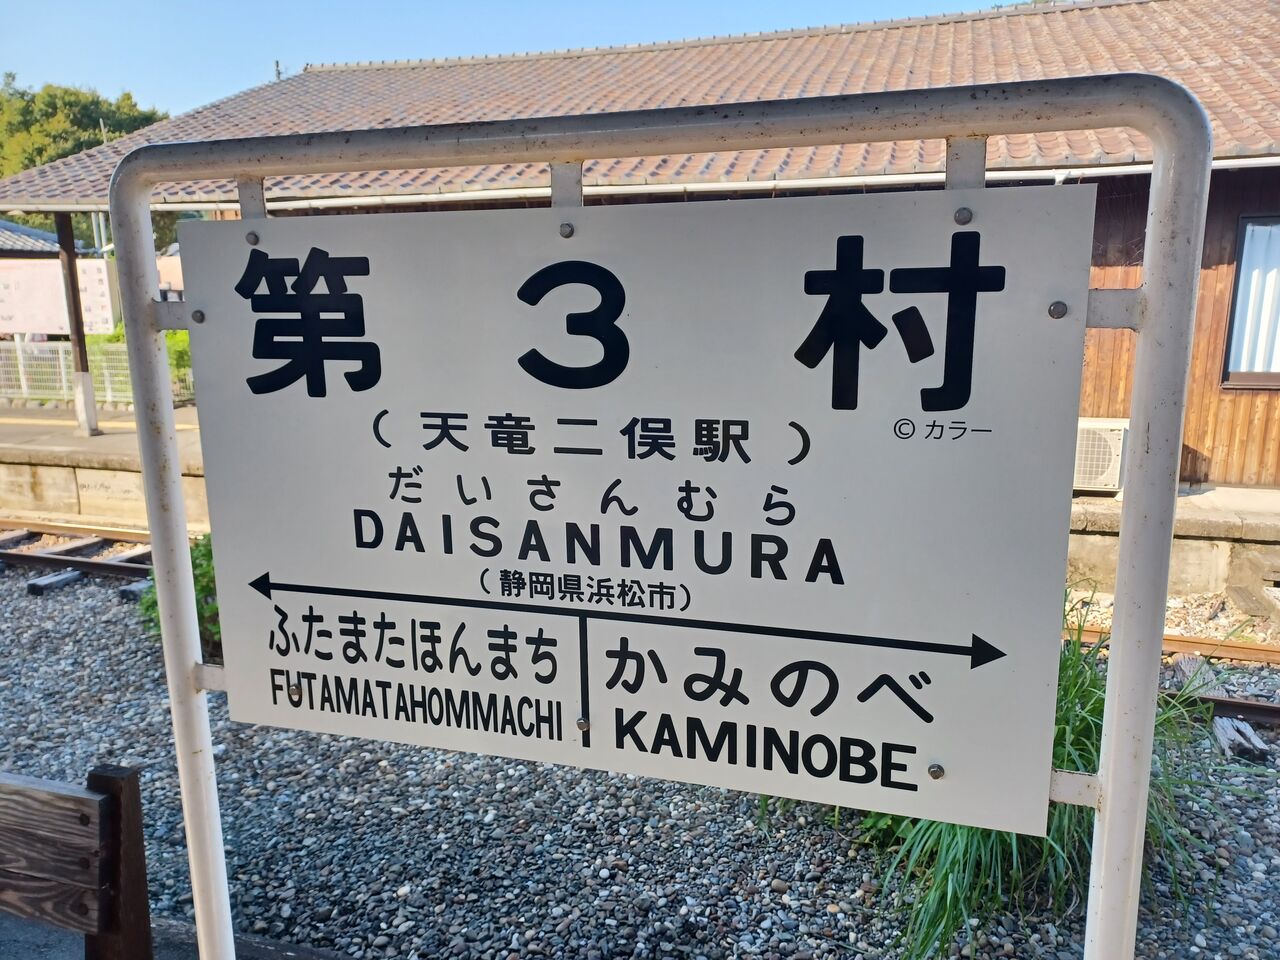 第3村
© カラー
(天竜二俣駅)
だいさんむら
DAISANMURA
(静岡県浜松市)
ふたまたほんまち
FUTAMATAHOMMACHI
かみのべ
KAMINOBE